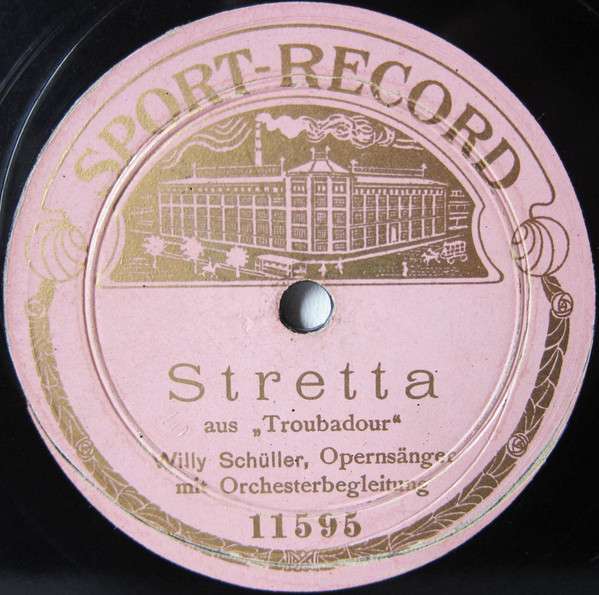 SPORT-RECORD
Stretta
aus „Troubadour“
Willy Schüller, Opernsänger
mit Orchesterbegleitung
11595